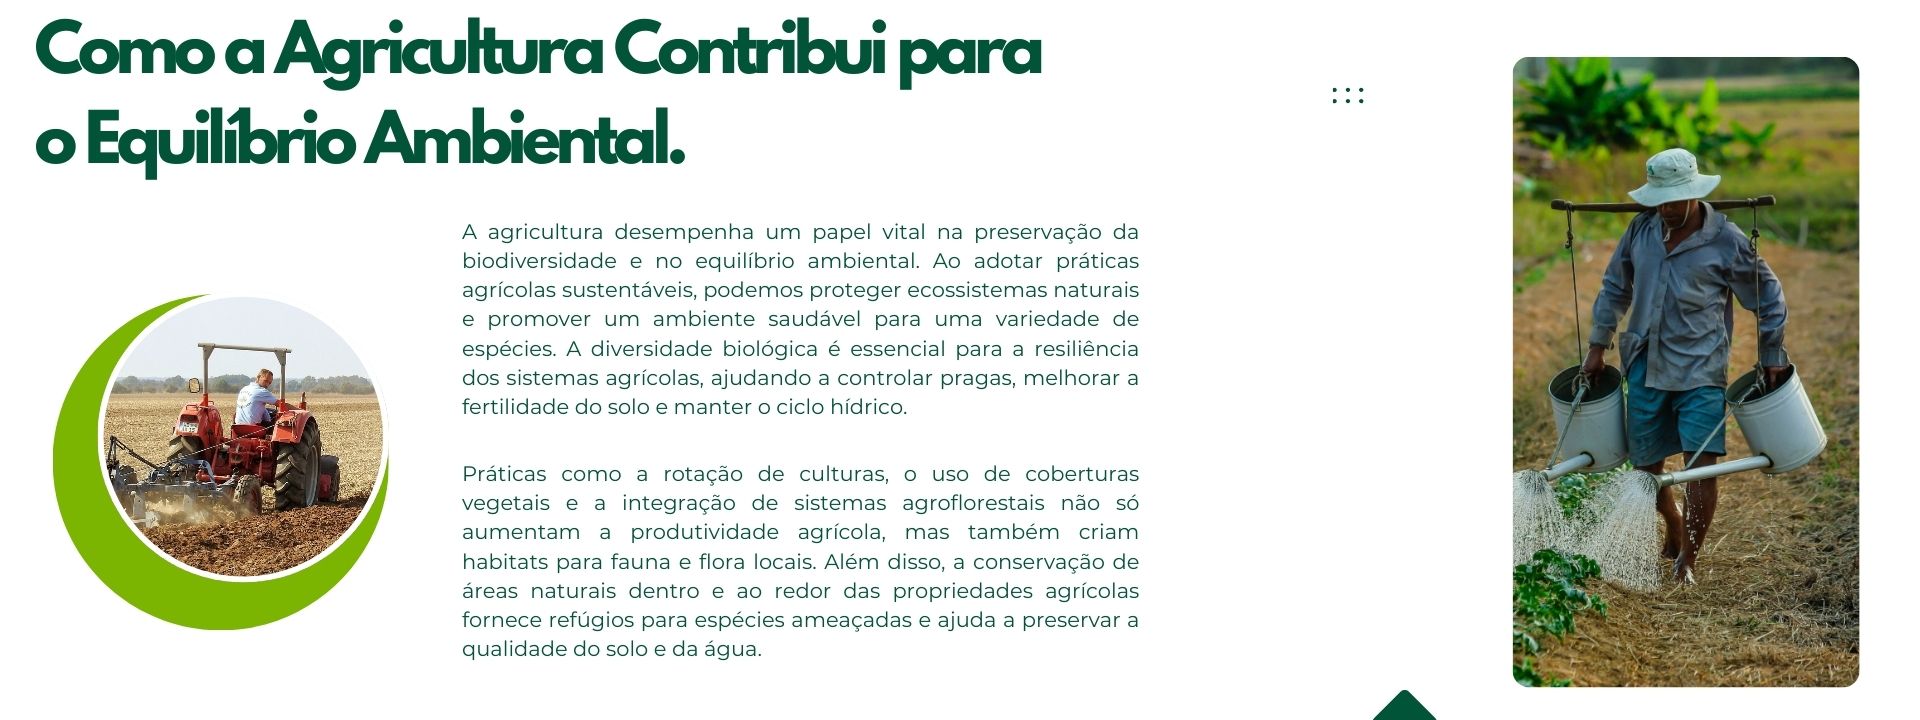 Como a Agricultura Contribui para
o Equilíbrio Ambiental.
A agricultura desempenha um papel vital na preservação da
biodiversidade e no equilíbrio ambiental. Ao adotar práticas
agrícolas sustentáveis, podemos proteger ecossistemas naturais
e promover um ambiente saudável para uma variedade de
espécies. A diversidade biológica é essencial para a resiliência
dos sistemas agrícolas, ajudando a controlar pragas, melhorar a
fertilidade do solo e manter o ciclo hídrico.
Práticas como a rotação de culturas, o uso de coberturas
vegetais e a integração de sistemas agroflorestais não só
aumentam a produtividade agrícola, mas também criam
habitats para fauna e flora locais. Além disso, a conservação de
áreas naturais dentro e ao redor das propriedades agrícolas
fornece refúgios para espécies ameaçadas e ajuda a preservar a
qualidade do solo e da água.